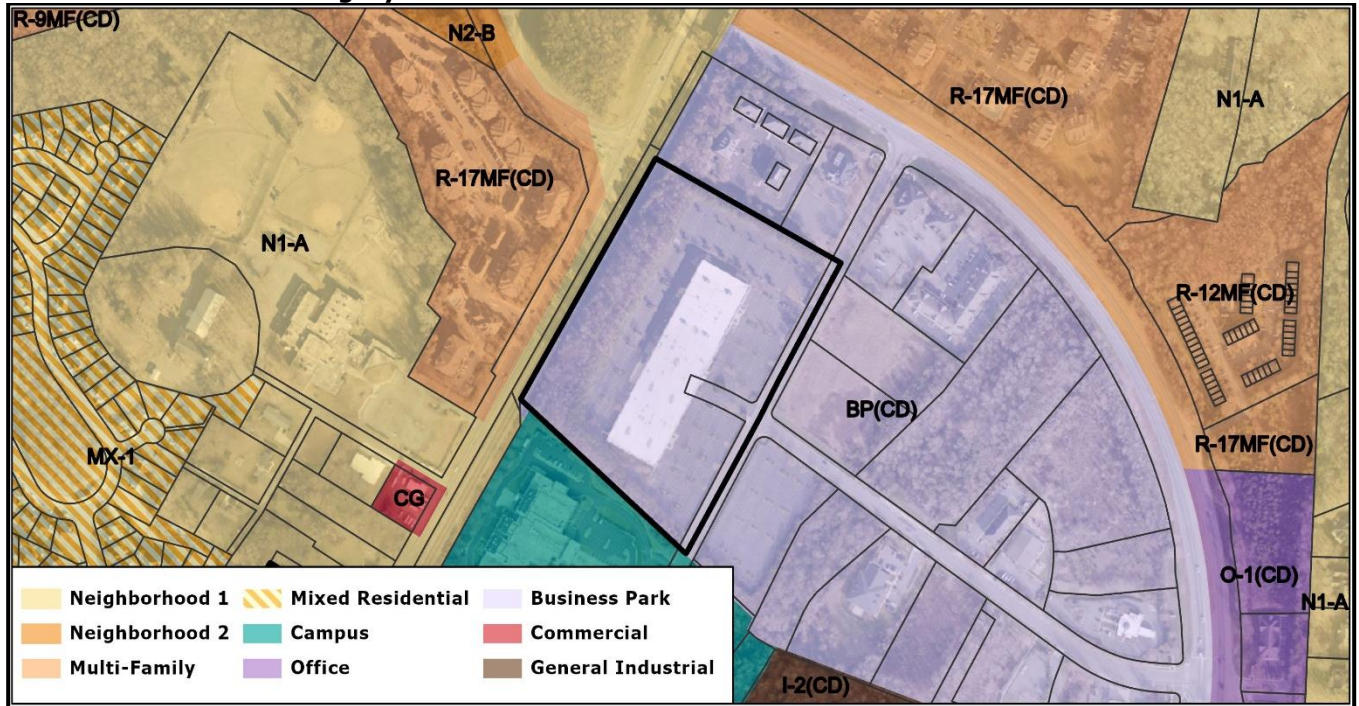 R-9MF(CD)
N2-B
R-17MF(CD)
N1-A
R-17MF(CD)
N1-A
R-12MF(CD)
BP(CD)
R-17MF(CD)
MX-1
CG
O-1(CD)
N1-A
I-2(CD)
Neighborhood 1 Mixed Residential Business Park
Neighborhood 2 Campus Commercial
Multi-Family Office General Industrial